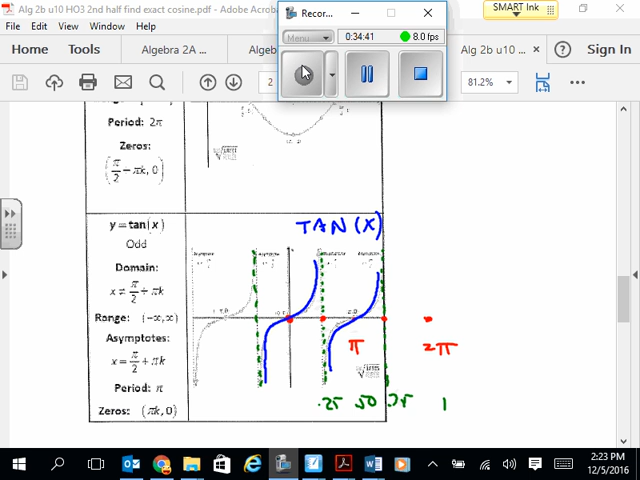 Alg 2b u10 HO3 2nd half find exact cosine.pdf - Adobe Acrobat
Recor...
SMART Ink
File Edit View Window Help
Menu
0:34:41
8.0 fps
Home
Tools
Algebra 2A ...
Alg 2b u10 ...
Sign In
2
81.2%
Period: 2π
Zeros:
y = tan(x)
TAN (X)
Odd
Domain:
x ≠ π/2 + πk
Range: (-∞, ∞)
Asymptotes:
x = π/2 + πk
π
2π
Period: π
Zeros: (πk, 0)
.25 50 75 1
2:23 PM
12/5/2016